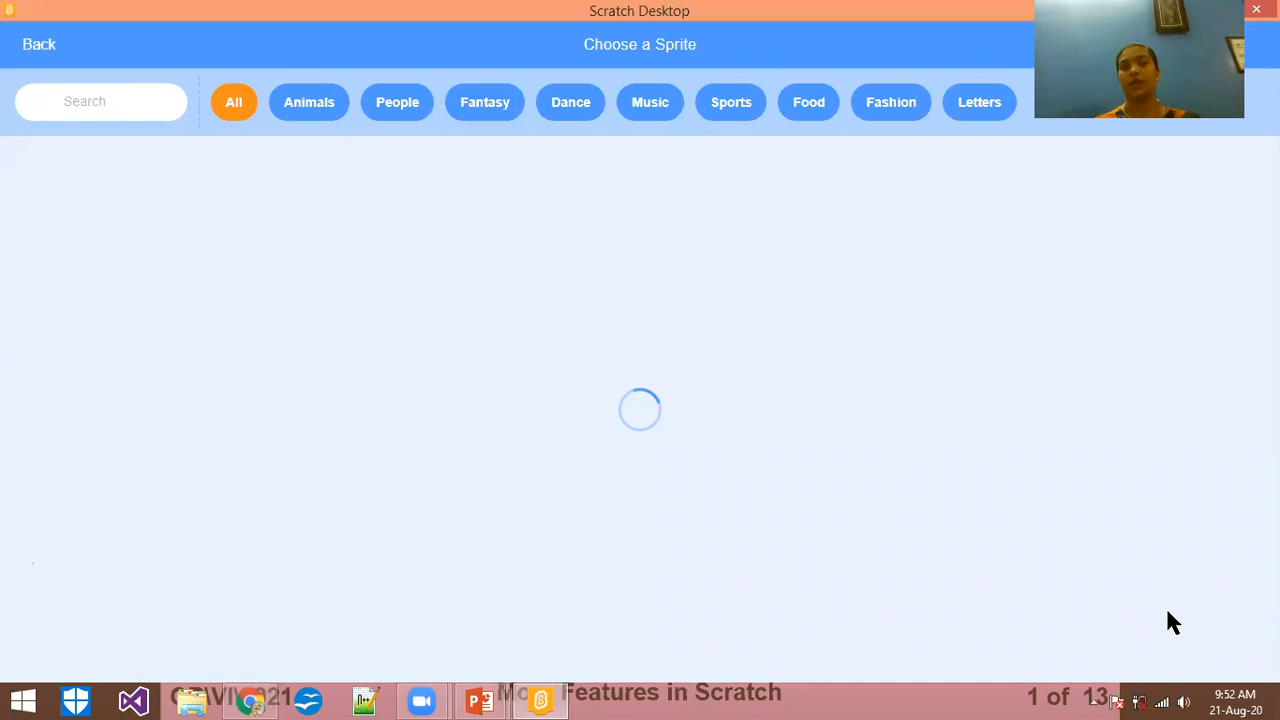 Scratch Desktop
Back
Choose a Sprite
Search
All
Animals
People
Fantasy
Dance
Music
Sports
Food
Fashion
Letters
Features in Scratch
1 of 13
9:52 AM
21-Aug-20